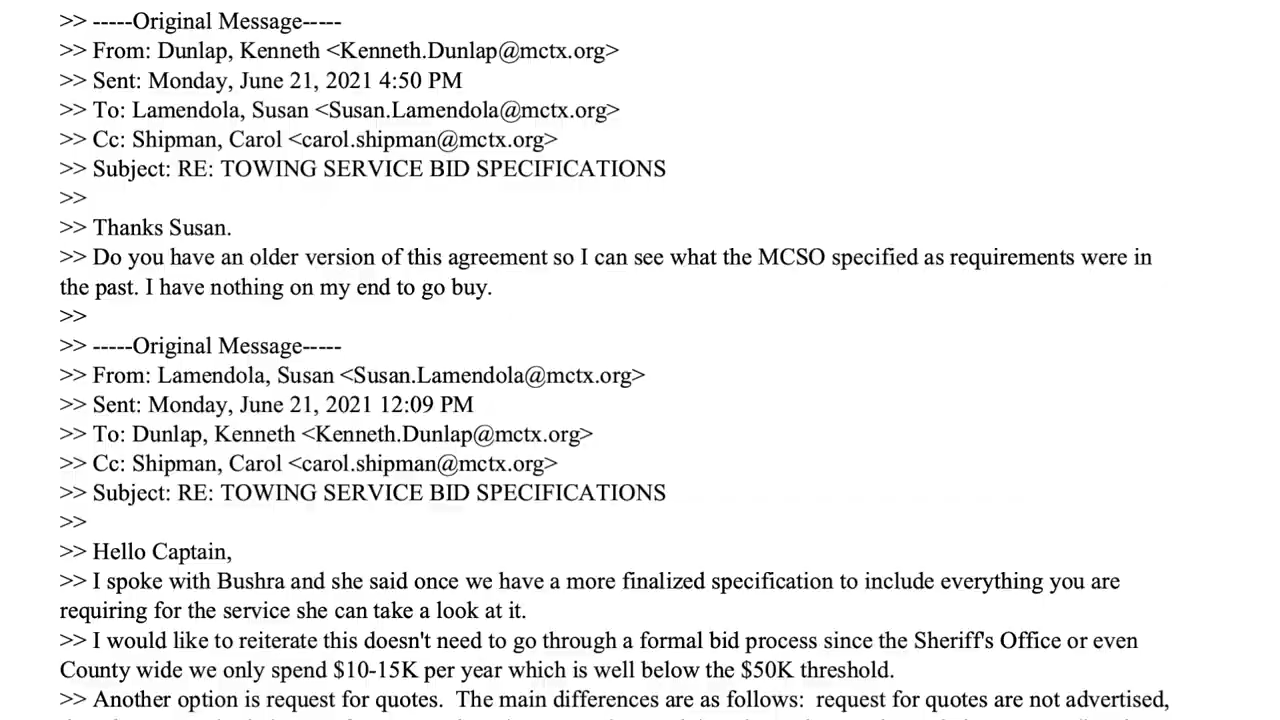 >> -----Original Message-----
>> From: Dunlap, Kenneth <Kenneth.Dunlap@mctx.org>
>> Sent: Monday, June 21, 2021 4:50 PM
>> To: Lamendola, Susan <Susan.Lamendola@mctx.org>
>> Cc: Shipman, Carol <carol.shipman@mctx.org>
>> Subject: RE: TOWING SERVICE BID SPECIFICATIONS
>>
>> Thanks Susan.
>> Do you have an older version of this agreement so I can see what the MCSO specified as requirements were in
the past. I have nothing on my end to go buy.
>>
>> -----Original Message-----
>> From: Lamendola, Susan <Susan.Lamendola@mctx.org>
>> Sent: Monday, June 21, 2021 12:09 PM
>> To: Dunlap, Kenneth <Kenneth.Dunlap@mctx.org>
>> Cc: Shipman, Carol <carol.shipman@mctx.org>
>> Subject: RE: TOWING SERVICE BID SPECIFICATIONS
>>
>> Hello Captain,
>> I spoke with Bushra and she said once we have a more finalized specification to include everything you are
requiring for the service she can take a look at it.
>> I would like to reiterate this doesn't need to go through a formal bid process since the Sheriff's Office or even
County wide we only spend $10-15K per year which is well below the $50K threshold.
>> Another option is request for quotes.  The main differences are as follows:  request for quotes are not advertised,